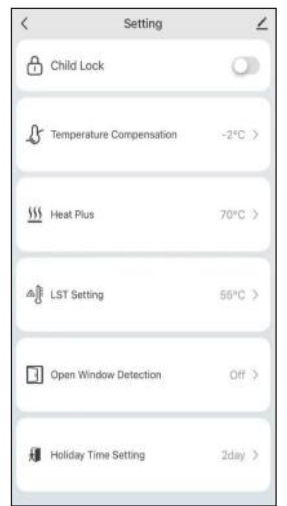 Setting
Child Lock
Temperature Compensation -2°C
Heat Plus 70°C
LST Setting 55°C
Open Window Detection Off
Holiday Time Setting 2day